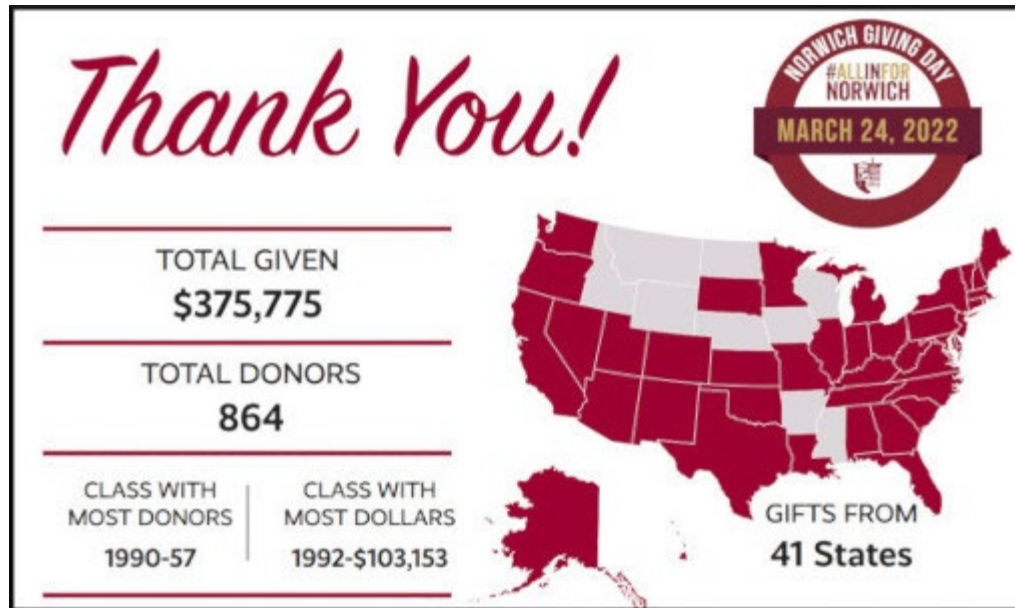 Thank You!
NORWICH GIVING DAY
#ALLINFOR
NORWICH
MARCH 24, 2022
TOTAL GIVEN
$375,775
TOTAL DONORS
864
CLASS WITH
MOST DONORS
1990-57
CLASS WITH
MOST DOLLARS
1992-$103,153
GIFTS FROM
41 States